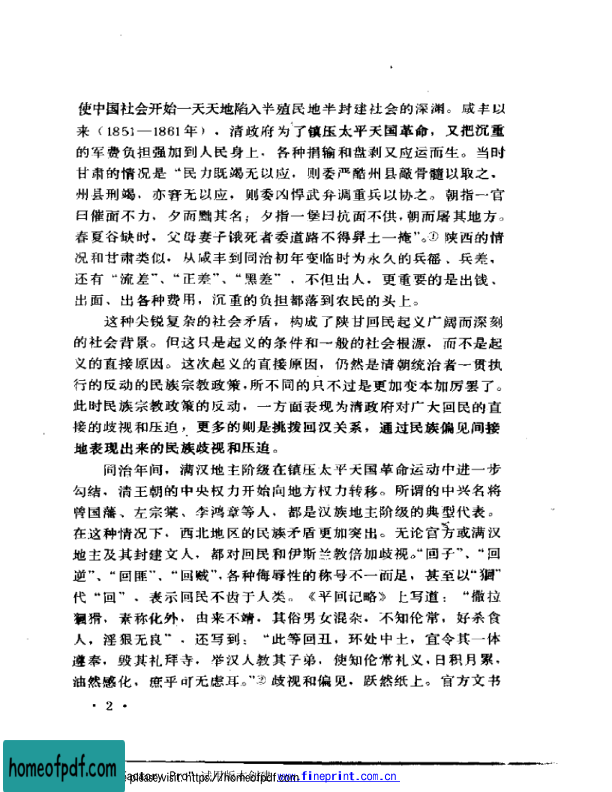 使中国社会开始一天天地陷入半殖民地半封建社会的深渊。咸丰以
来（1851—1861年），清政府为了镇压太平天国革命，又把沉重
的军费负担强加到人民身上，各种捐输和盘剥又应运而生。当时
甘肃的情况是“民力既竭无以应，则委严酷州县敲骨髓以取之，
州县刑竭，亦窘无以应，则委凶悍武弁调重兵以协之。朝指一官
曰催面不力，夕而黜其名；夕指一堡曰抗面不供，朝而屠其地方。
春夏谷缺时，父母妻子饿死者委道路不得舁土一掩”。① 陕西的情
况和甘肃类似，从咸丰到同治初年变临时为永久的兵徭、兵差，
还有“流差”、“正差”、“黑差”，不但出人，更重要的是出钱、
出面、出各种费用，沉重的负担都落到农民的头上。
这种尖锐复杂的社会矛盾，构成了陕甘回民起义广阔而深刻
的社会背景。但这只是起义的条件和一般的社会根源，而不是起
义的直接原因。这次起义的直接原因，仍然是清朝统治者一贯执
行的反动的民族宗教政策，所不同的只不过是更加变本加厉罢了。
此时民族宗教政策的反动，一方面表现为清政府对广大回民的直
接的歧视和压迫，更多的则是挑拨回汉关系，通过民族偏见间接
地表现出来的民族歧视和压迫。
同治年间，满汉地主阶级在镇压太平天国革命运动中进一步
勾结，清王朝的中央权力开始向地方权力转移。所谓的中兴名将
曾国藩、左宗棠、李鸿章等人，都是汉族地主阶级的典型代表。
在这种情况下，西北地区的民族矛盾更加突出。无论官方或满汉
地主及其封建文人，都对回民和伊斯兰教倍加歧视。“回子”、“回
逆”、“回匪”、“回贼”，各种侮辱性的称号不一而足，甚至以“猵”
代“回”，表示回民不齿于人类。《平回记略》上写道：“撒拉
猵猾，素称化外，由来不靖，其俗男女混杂，不知伦常，好杀食
人，淫狠无良”，还写到：“此等回丑，环处中土，宜令其一体
遵泰，毁其礼拜寺，举汉人教其子弟，使知伦常礼义，日积月累，
油然感化，庶乎可无虑耳。”② 歧视和偏见，跃然纸上。官方文书
· 2 ·
homeofpdf.com
please visit: https://homeofpdf.com
www.fineprint.com.cn